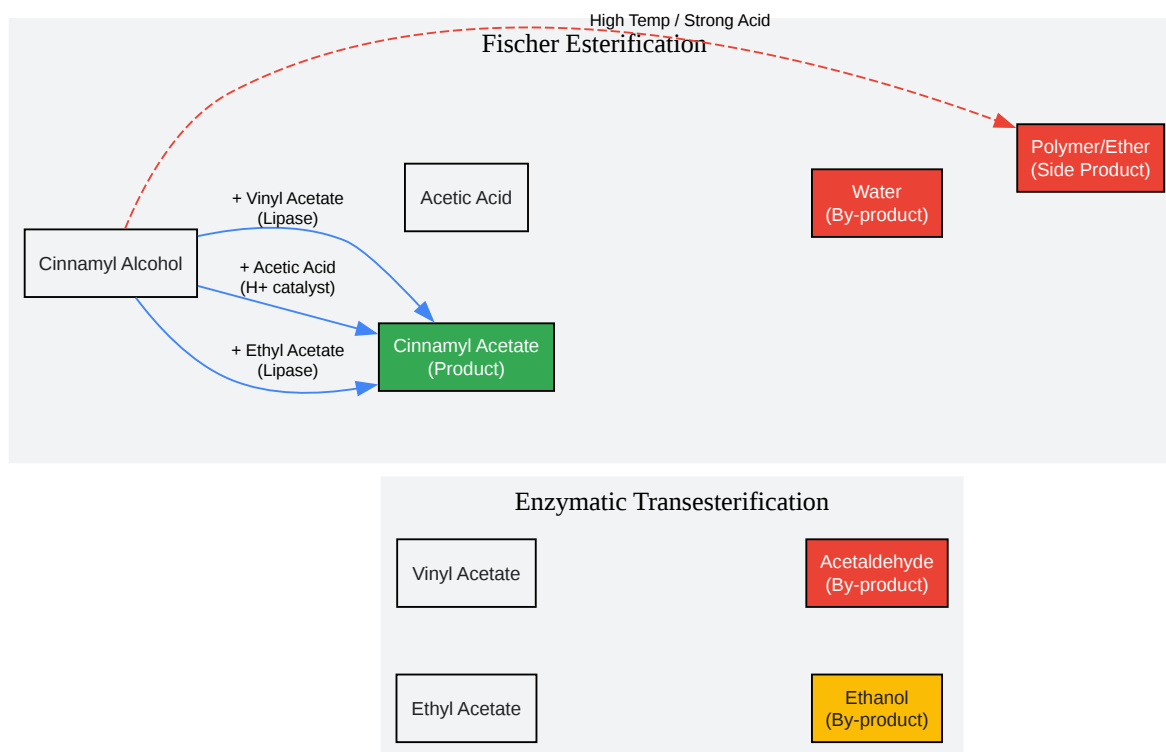 High Temp / Strong Acid
Fischer Esterification
Polymer/Ether
(Side Product)
Acetic Acid
Water
(By-product)
+ Vinyl Acetate
(Lipase)
Cinnamyl Alcohol
+ Acetic Acid
(H+ catalyst)
+ Ethyl Acetate
(Lipase)
Cinnamyl Acetate
(Product)
Enzymatic Transesterification
Vinyl Acetate
Acetaldehyde
(By-product)
Ethyl Acetate
Ethanol
(By-product)